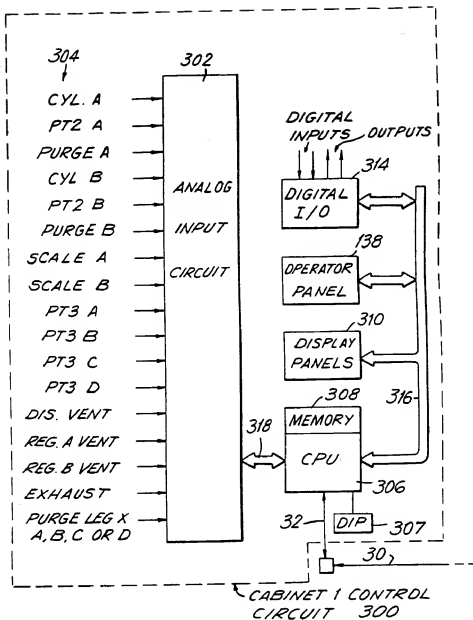 304
302
CYL. A
PT2 A
PURGE A
CYL B
PT2 B
PURGE B
SCALE A
SCALE B
PT3 A
PT3 B
PT3 C
PT3 D
DIS. VENT
REG. A VENT
REG. B VENT
EXHAUST
PURGE LEG X
A, B, C OR D
ANALOG
INPUT
CIRCUIT
DIGITAL
INPUTS OUTPUTS
314
DIGITAL
I/O
138
OPERATOR
PANEL
310
DISPLAY
PANELS
308
316
MEMORY
318
CPU
306
32
DIP
307
30
CABINET 1 CONTROL
CIRCUIT 300